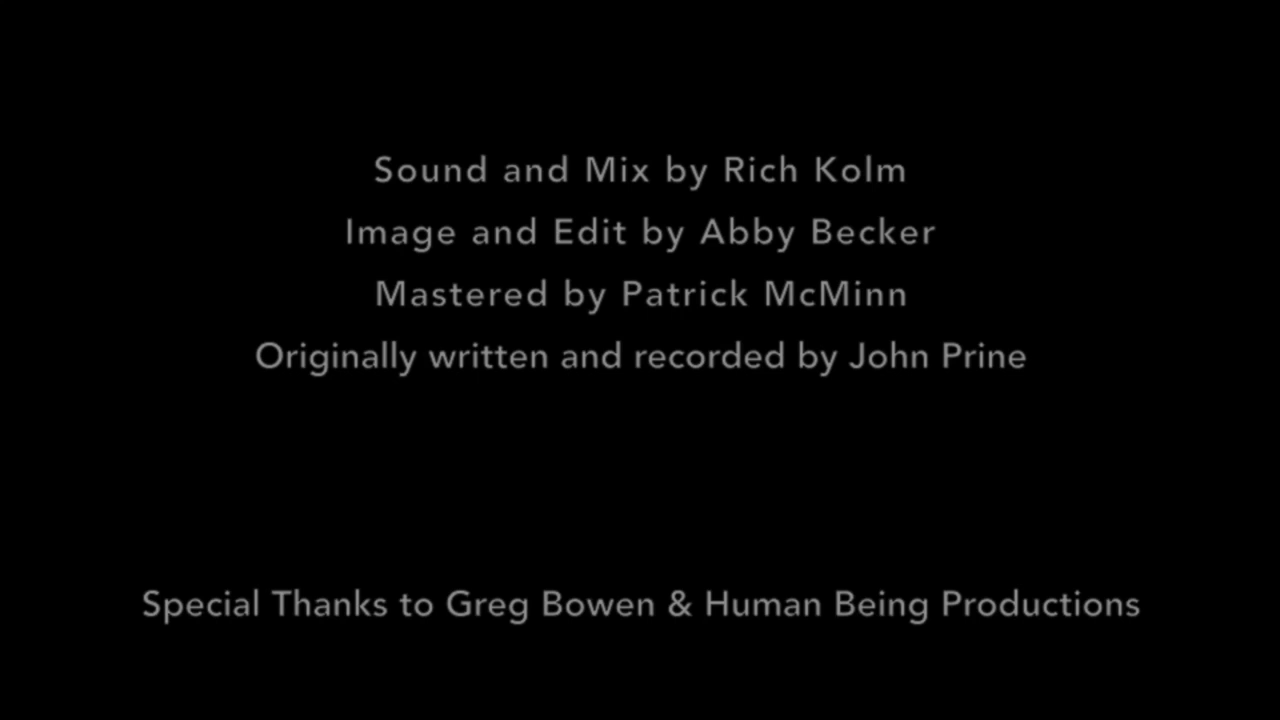 Sound and Mix by Rich Kolm
Image and Edit by Abby Becker
Mastered by Patrick McMinn
Originally written and recorded by John Prine
Special Thanks to Greg Bowen & Human Being Productions